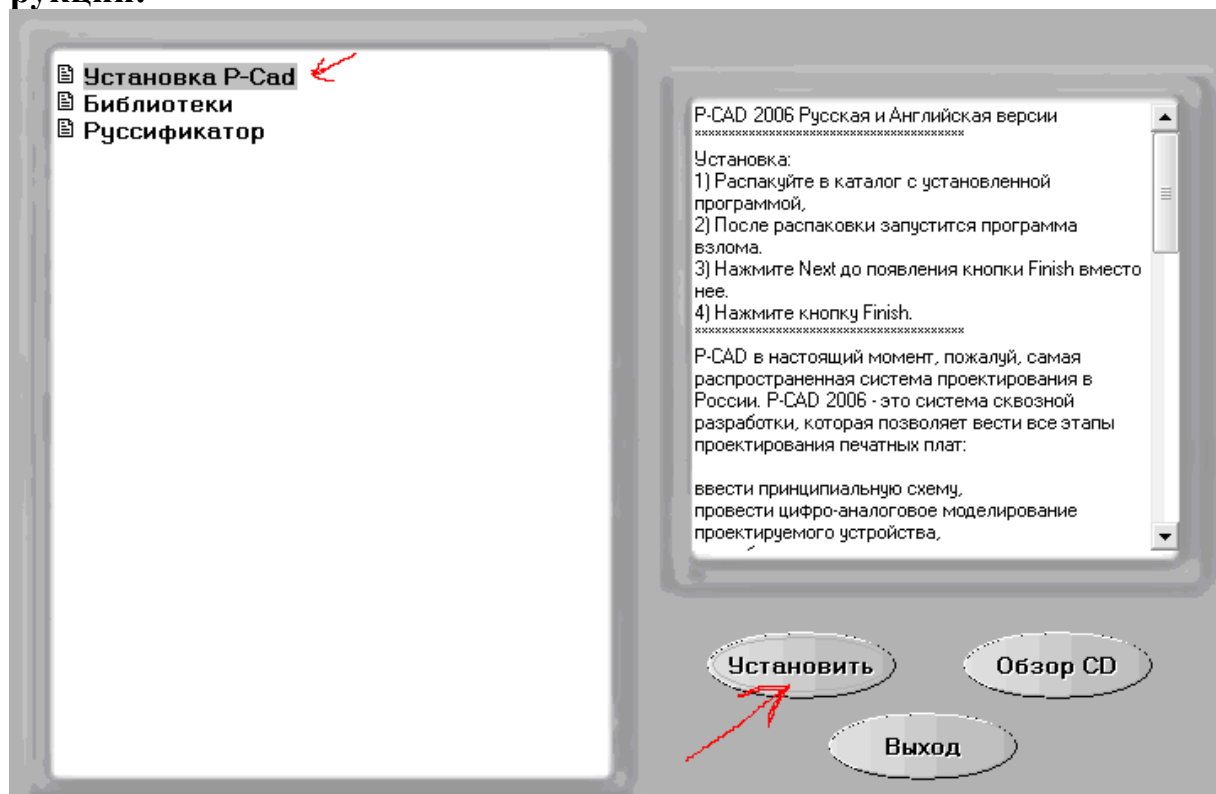 рукции.
Установка P-Cad
Библиотеки
Руссификатор
P-CAD 2006 Русская и Английская версии
****************************************
Установка:
1) Распакуйте в каталог с установленной
программой,
2) После распаковки запустится программа
взлома.
3) Нажмите Next до появления кнопки Finish вместо
нее.
4) Нажмите кнопку Finish.
****************************************
P-CAD в настоящий момент, пожалуй, самая
распространенная система проектирования в
России. P-CAD 2006 - это система сквозной
разработки, которая позволяет вести все этапы
проектирования печатных плат:
ввести принципиальную схему,
провести цифро-аналоговое моделирование
проектируемого устройства,
Установить
Обзор CD
Выход